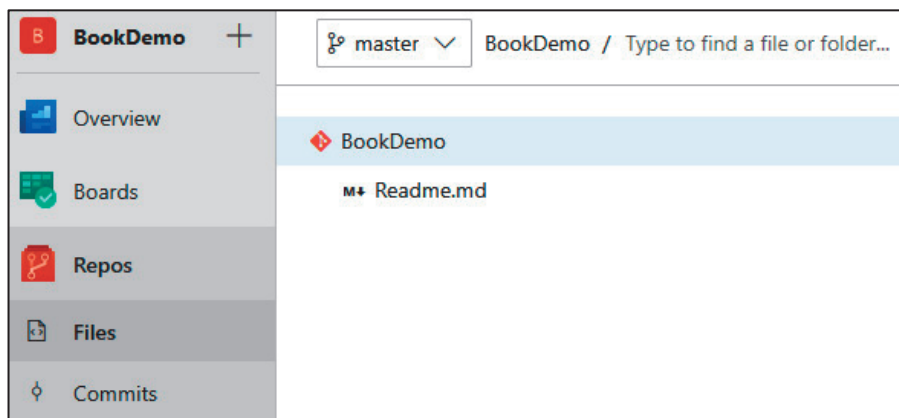 B BookDemo +
master
BookDemo / Type to find a file or folder...
Overview
Boards
Repos
Files
Commits
BookDemo
M↓ Readme.md